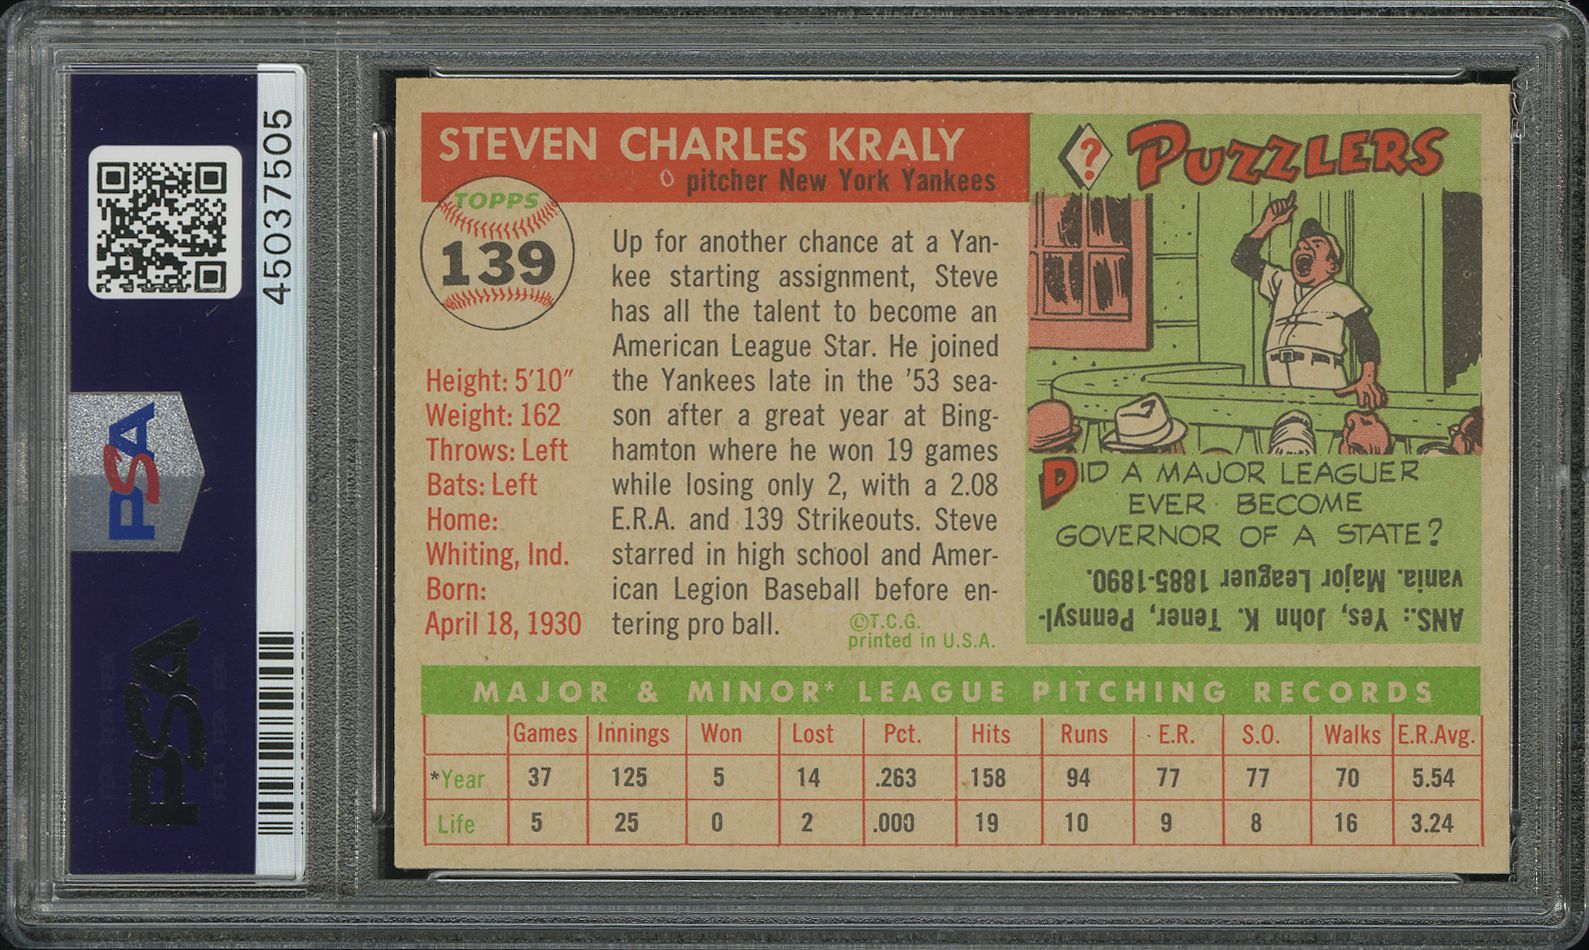 45037505
PSA
PSA
STEVEN CHARLES KRALY
pitcher New York Yankees
TOPPS
139
Height: 5'10"
Weight: 162
Throws: Left
Bats: Left
Home:
Whiting, Ind.
Born:
April 18, 1930
Up for another chance at a Yan-
kee starting assignment, Steve
has all the talent to become an
American League Star. He joined
the Yankees late in the '53 sea-
son after a great year at Bing-
hamton where he won 19 games
while losing only 2, with a 2.08
E.R.A. and 139 Strikeouts. Steve
starred in high school and Amer-
ican Legion Baseball before en-
tering pro ball.
©T.C.G.
printed in U.S.A.
? PUZZLERS
DID A MAJOR LEAGUER
EVER BECOME
GOVERNOR OF A STATE?
ANS.: Yes, John K. Tener, Pennsyl-
vania. Major Leaguer 1885-1890.
MAJOR & MINOR* LEAGUE PITCHING RECORDS
Games Innings Won Lost Pct. Hits Runs E.R. S.O. Walks E.R.Avg.
*Year 37 125 5 14 .263 158 94 77 77 70 5.54
Life 5 25 0 2 .000 19 10 9 8 16 3.24